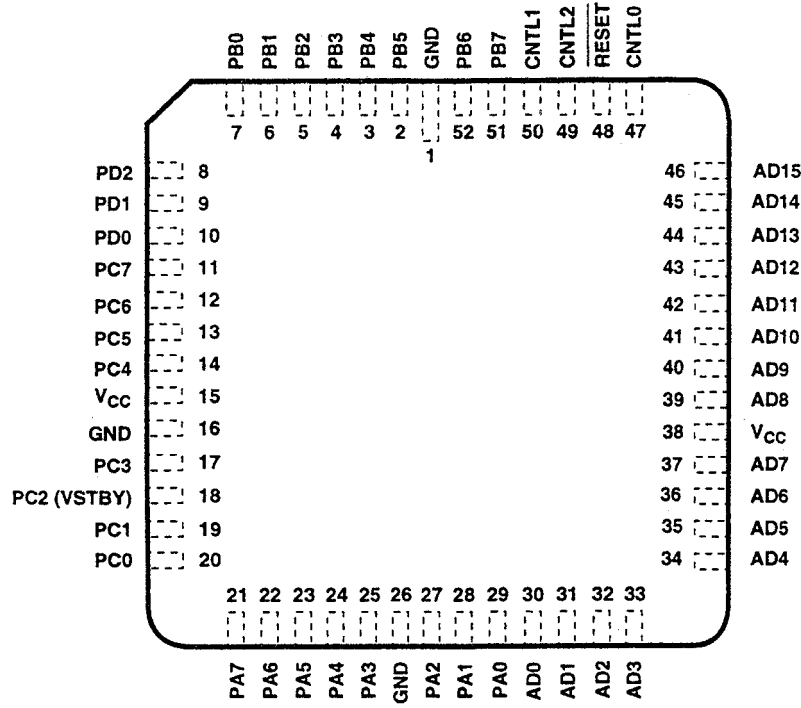 PB0 PB1 PB2 PB3 PB4 PB5 GND PB6 PB7 CNTL1 CNTL2 RESET CNTL0
7 6 5 4 3 2 1 52 51 50 49 48 47
PD2 8 46 AD15
PD1 9 45 AD14
PD0 10 44 AD13
PC7 11 43 AD12
PC6 12 42 AD11
PC5 13 41 AD10
PC4 14 40 AD9
VCC 15 39 AD8
GND 16 38 VCC
PC3 17 37 AD7
PC2 (VSTBY) 18 36 AD6
PC1 19 35 AD5
PC0 20 34 AD4
21 22 23 24 25 26 27 28 29 30 31 32 33
PA7 PA6 PA5 PA4 PA3 GND PA2 PA1 PA0 AD0 AD1 AD2 AD3